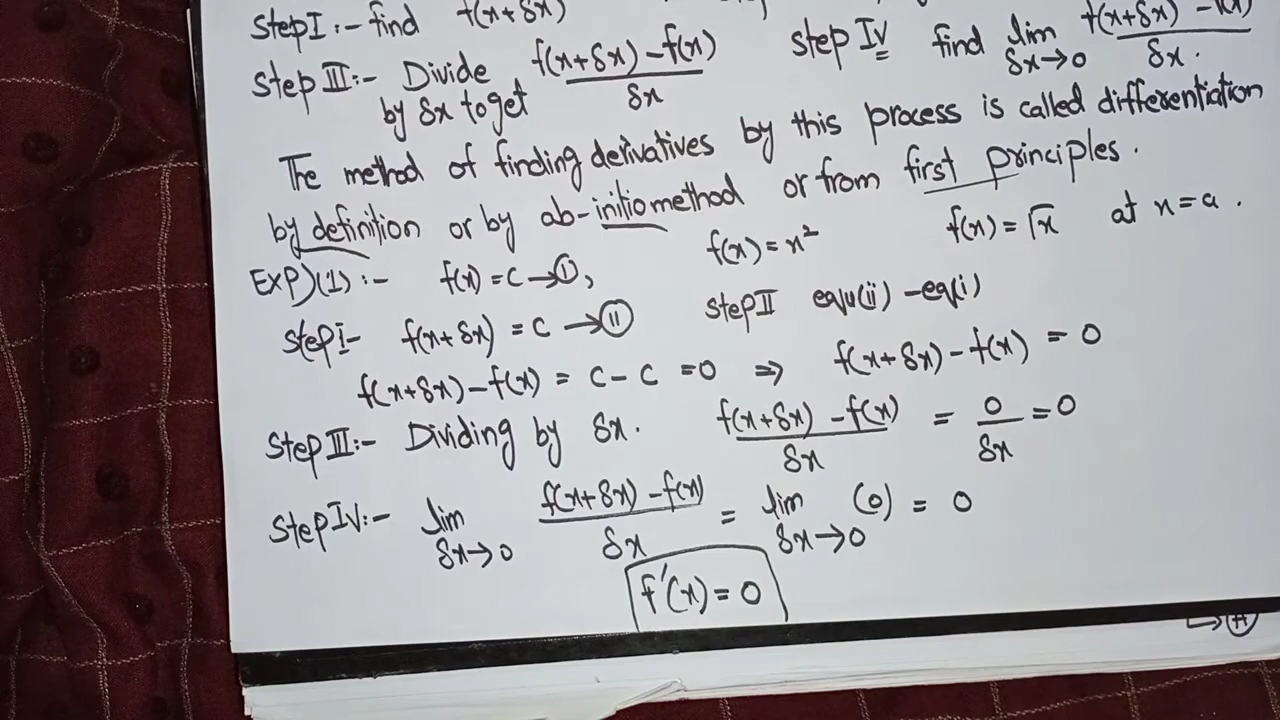 Step I :- find f(x+δx)
Step III :- Divide f(x+δx) - f(x) / δx step IV find lim δx→0 f(x+δx) - f(x) / δx.
by δx to get
The method of finding derivatives by this process is called differentiation
by definition or by ab-initio method or from first principles.
Exp)(1) :- f(x) = C → (I), f(x) = x² f(x) = √x at x = a.
Step I- f(x+δx) = C → (II) step II equ(ii) - eq(i)
f(x+δx) - f(x) = C - C = 0 ⇒ f(x+δx) - f(x) = 0
Step III :- Dividing by δx. f(x+δx) - f(x) / δx = 0 / δx = 0
Step IV :- lim δx→0 f(x+δx) - f(x) / δx = lim δx→0 (0) = 0
f'(x) = 0